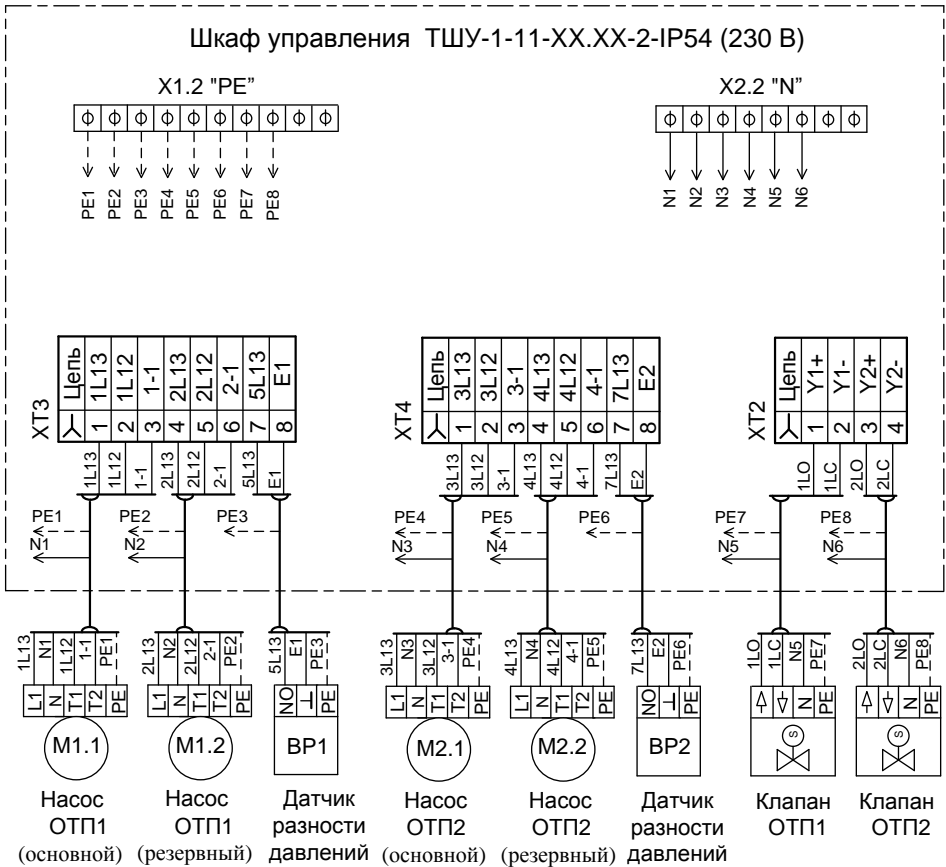 Шкаф управления ТШУ-1-11-XX.XX-2-IP54 (230 В)
X1.2 "PE"
X2.2 "N"
PE1 PE2 PE3 PE4 PE5 PE6 PE7 PE8
N1 N2 N3 N4 N5 N6
XT3
Цепь 1L13 1L12 1-1 2L13 2L12 2-1 5L13 E1
1 2 3 4 5 6 7 8
1L13 1L12 1-1 2L13 2L12 2-1 5L13 E1
XT4
Цепь 3L13 3L12 3-1 4L13 4L12 4-1 7L13 E2
1 2 3 4 5 6 7 8
3L13 3L12 3-1 4L13 4L12 4-1 7L13 E2
XT2
Цепь Y1+ Y1- Y2+ Y2-
1 2 3 4
1LO 1LC 2LO 2LC
PE1 PE2 PE3 PE4 PE5 PE6 PE7 PE8
N1 N2 N3 N4 N5 N6
1L13 N1 1L12 1-1 PE1
2L13 N2 2L12 2-1 PE2
5L13 E1 PE3
3L13 N3 3L12 3-1 PE4
4L13 N4 4L12 4-1 PE5
7L13 E2 PE6
1LO 1LC N5 PE7
2LO 2LC N6 PE8
L1 N T1 T2 PE
L1 N T1 T2 PE
NO PE
L1 N T1 T2 PE
L1 N T1 T2 PE
NO PE
N PE
N PE
M1.1 M1.2 BP1 M2.1 M2.2 BP2 S S
Насос Насос Датчик Насос Насос Датчик Клапан Клапан
ОТП1 ОТП1 разности ОТП2 ОТП2 разности ОТП1 ОТП2
(основной) (резервный) давлений (основной) (резервный) давлений